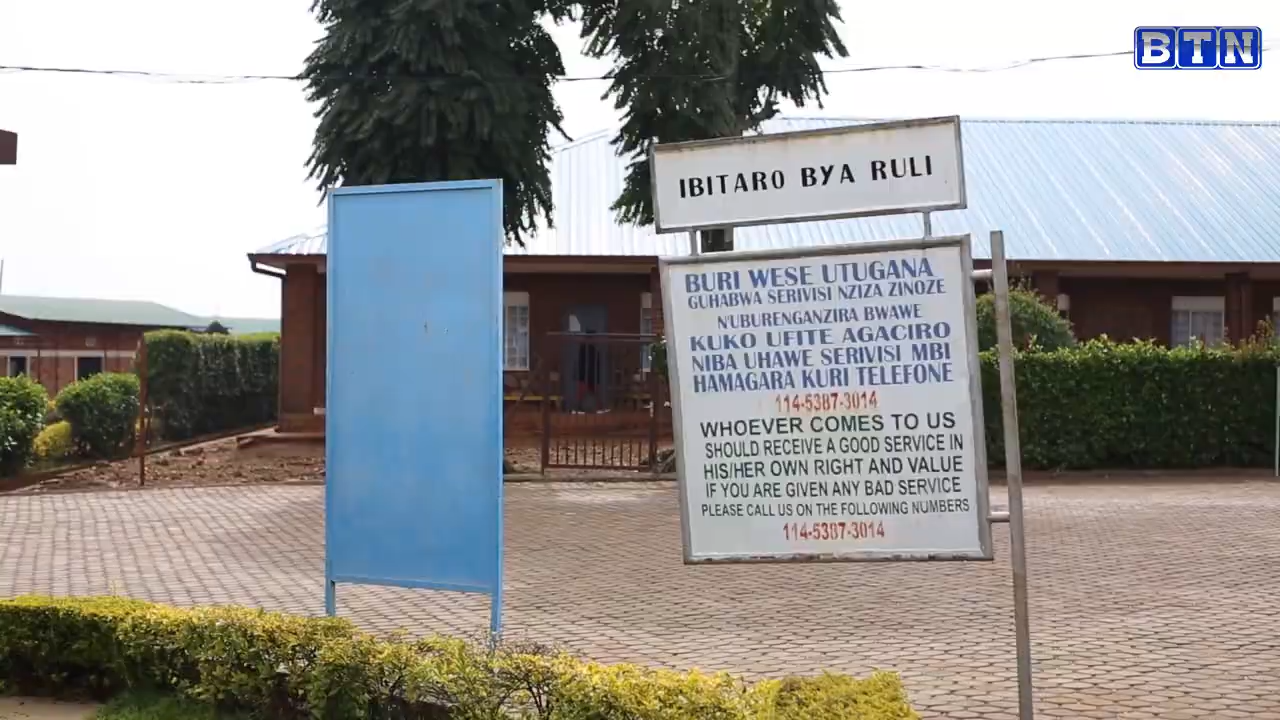 BTN
IBITARO BYA RULI
BURI WESE UTUGANA
GUHABWA SERIVISI NZIZA ZINOZE
N'UBURENGANZIRA BWAWE
KUKO UFITE AGACIRO
NIBA UHAWE SERIVISI MBI
HAMAGARA KURI TELEFONE
114-5387-3014
WHOEVER COMES TO US
SHOULD RECEIVE A GOOD SERVICE IN
HIS/HER OWN RIGHT AND VALUE
IF YOU ARE GIVEN ANY BAD SERVICE
PLEASE CALL US ON THE FOLLOWING NUMBERS
114-5387-3014